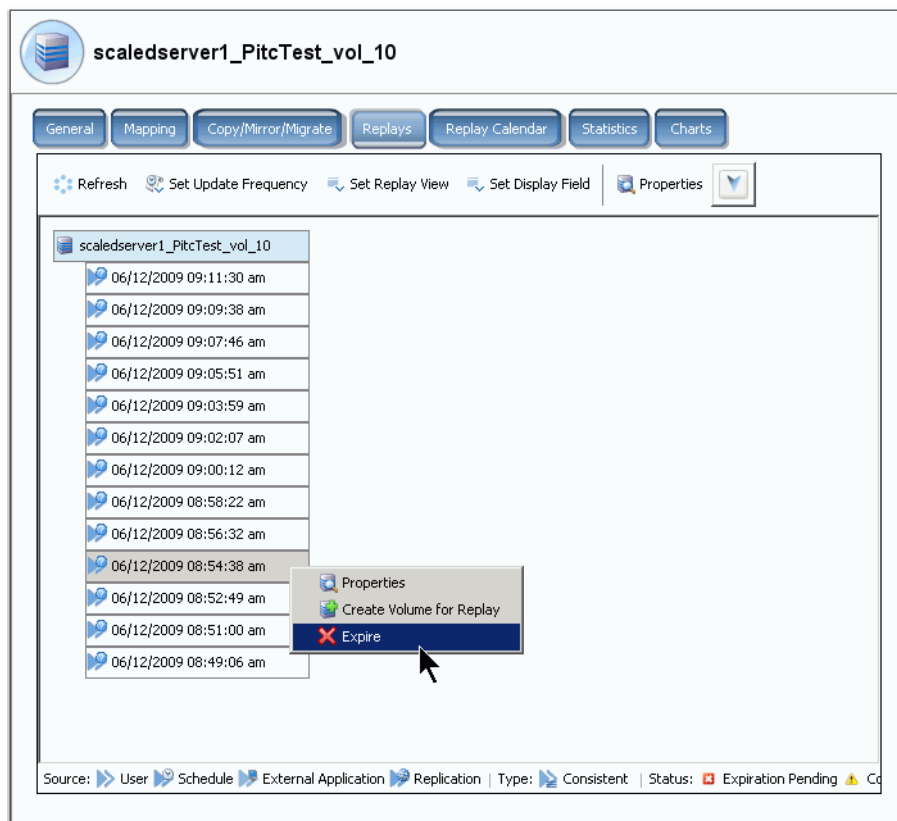 scaledserver1_PitcTest_vol_10
General Mapping Copy/Mirror/Migrate Replays Replay Calendar Statistics Charts
Refresh Set Update Frequency Set Replay View Set Display Field Properties
scaledserver1_PitcTest_vol_10
06/12/2009 09:11:30 am
06/12/2009 09:09:38 am
06/12/2009 09:07:46 am
06/12/2009 09:05:51 am
06/12/2009 09:03:59 am
06/12/2009 09:02:07 am
06/12/2009 09:00:12 am
06/12/2009 08:58:22 am
06/12/2009 08:56:32 am
06/12/2009 08:54:38 am
Properties
06/12/2009 08:52:49 am
Create Volume for Replay
06/12/2009 08:51:00 am
Expire
06/12/2009 08:49:06 am
Source: User Schedule External Application Replication | Type: Consistent | Status: Expiration Pending